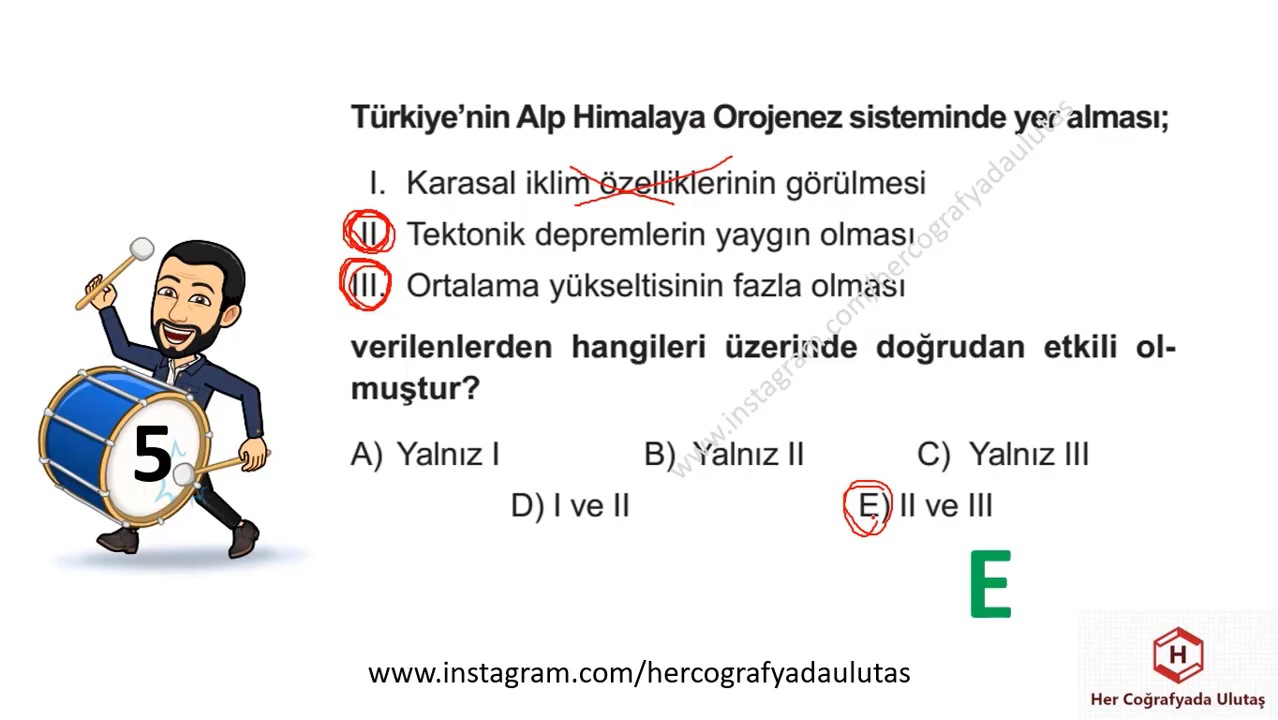 Türkiye’nin Alp Himalaya Orojenez sisteminde yer alması;
I. Karasal iklim özelliklerinin görülmesi
II. Tektonik depremlerin yaygın olması
III. Ortalama yükseltisinin fazla olması
verilenlerden hangileri üzerinde doğrudan etkili ol-
muştur?
A) Yalnız I B) Yalnız II C) Yalnız III
D) I ve II E) II ve III
5
E
www.instagram.com/hercografyadaulutas
www.instagram.com/hercografyadaulutas
H
Her Coğrafyada Ulutaş